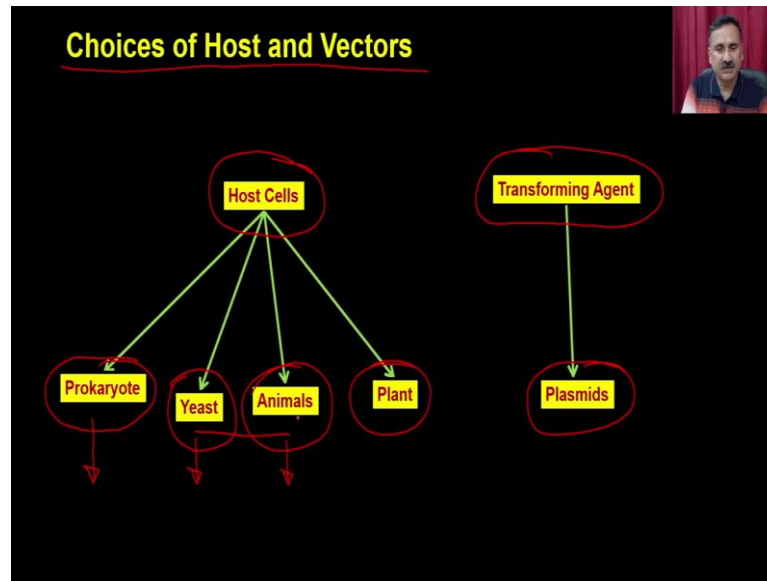 Choices of Host and Vectors
Host Cells
Transforming Agent
Prokaryote
Yeast
Animals
Plant
Plasmids